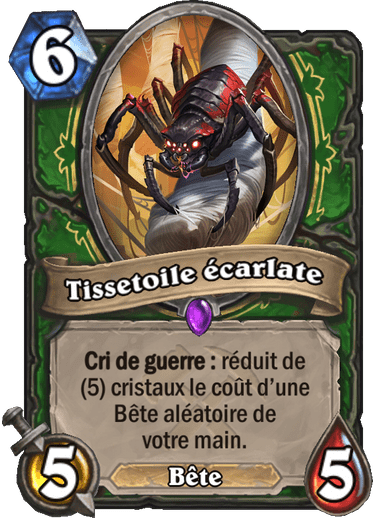 6
Tissetoile écarlate
Cri de guerre : réduit de
(5) cristaux le coût d'une
Bête aléatoire de
votre main.
5
Bête
5